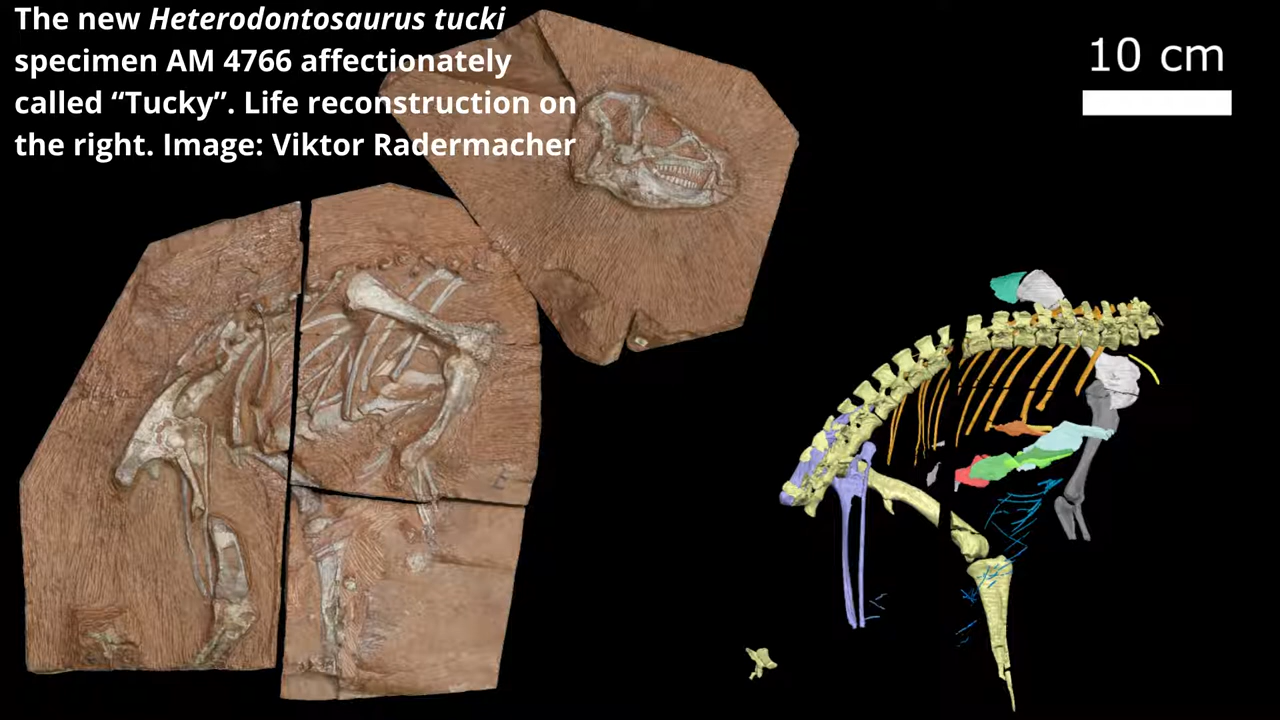 The new Heterodontosaurus tucki
specimen AM 4766 affectionately
called “Tucky”. Life reconstruction on
the right. Image: Viktor Radermacher
10 cm